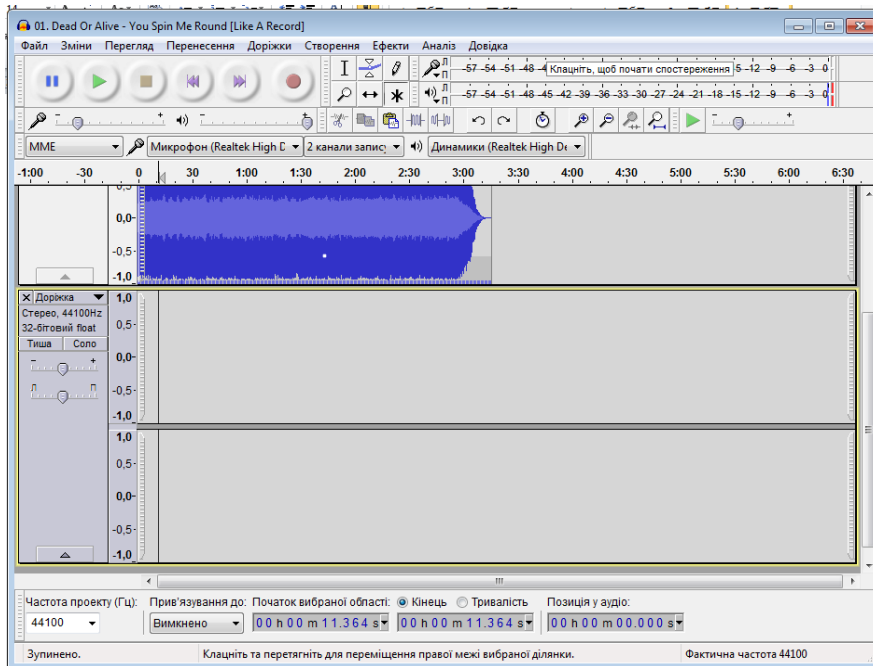 01. Dead Or Alive - You Spin Me Round [Like A Record]
Файл Зміни Перегляд Перенесення Доріжки Створення Ефекти Аналіз Довідка
Л П -57 -54 -51 -48 Клацніть, щоб почати спостереження -12 -9 -6 -3 0
Л П -57 -54 -51 -48 -45 -42 -39 -36 -33 -30 -27 -24 -21 -18 -15 -12 -9 -6 -3 0
- + - + - +
MME Микрофон (Realtek High D 2 канали запис Динамики (Realtek High De
-1:00 -30 0 30 1:00 1:30 2:00 2:30 3:00 3:30 4:00 4:30 5:00 5:30 6:00 6:30
0,0-
-0,5-
-1,0
Доріжка 1,0
Стерео, 44100Hz
32-бітовий float 0,5-
Тиша Соло
- + 0,0-
Л П -0,5-
-1,0
1,0
0,5-
0,0-
-0,5-
-1,0
Частота проекту (Гц): Прив'язування до: Початок вибраної області: Кінець Тривалість Позиція у аудіо:
44100 Вимкнено 00 h 00 m 11.364 s 00 h 00 m 11.364 s 00 h 00 m 00.000 s
Зупинено. Клацніть та перетягніть для переміщення правої межі вибраної ділянки. Фактична частота 44100